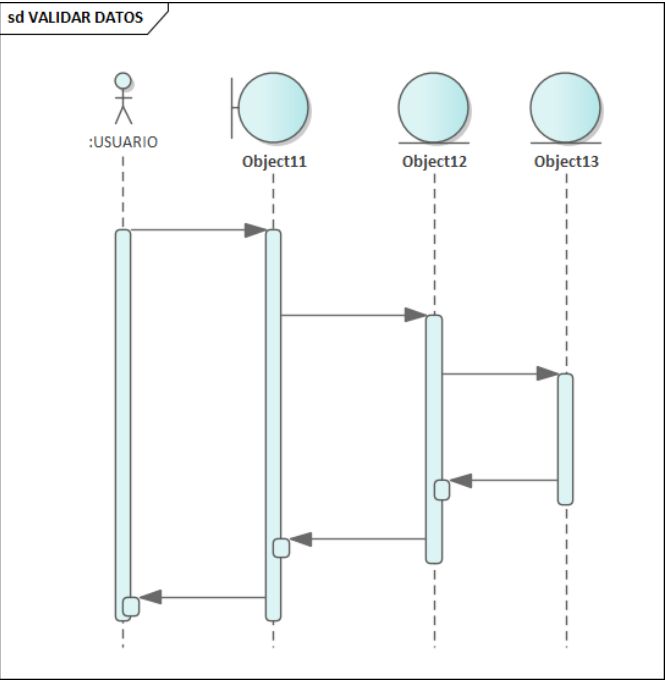 sd VALIDAR DATOS
:USUARIO
Object11
Object12
Object13